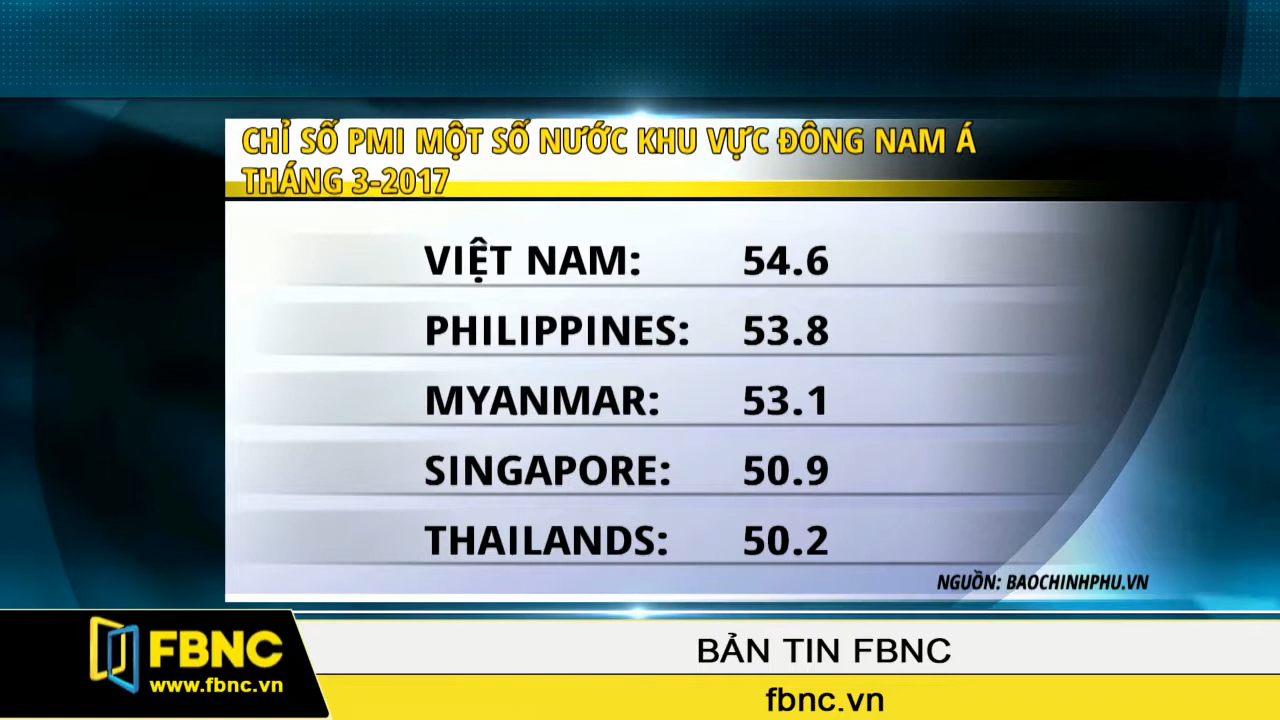 CHỈ SỐ PMI MỘT SỐ NƯỚC KHU VỰC ĐÔNG NAM Á
THÁNG 3-2017
VIỆT NAM: 54.6
PHILIPPINES: 53.8
MYANMAR: 53.1
SINGAPORE: 50.9
THAILANDS: 50.2
NGUỒN: BAOCHINHPHU.VN
FBNC
www.fbnc.vn
BẢN TIN FBNC
fbnc.vn